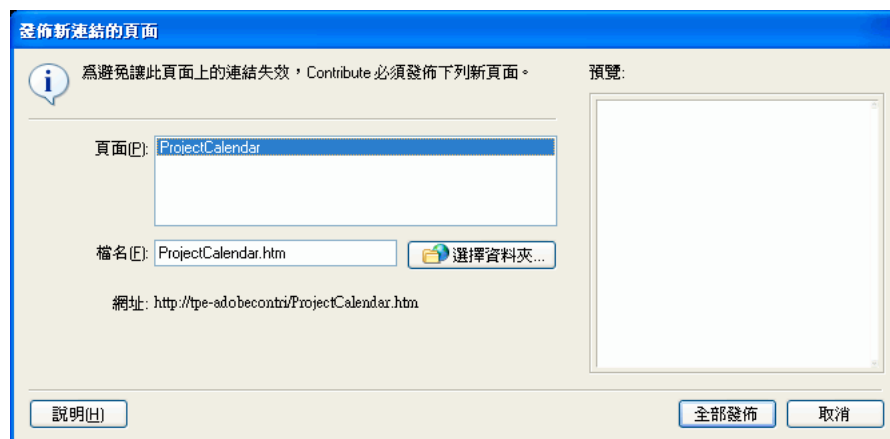 發佈新連結的頁面
為避免讓此頁面上的連結失效，Contribute 必須發佈下列新頁面。
預覽:
頁面(P): ProjectCalendar
檔名(F): ProjectCalendar.htm 選擇資料夾...
網址: http://tpe-adobecontri/ProjectCalendar.htm
說明(H) 全部發佈 取消